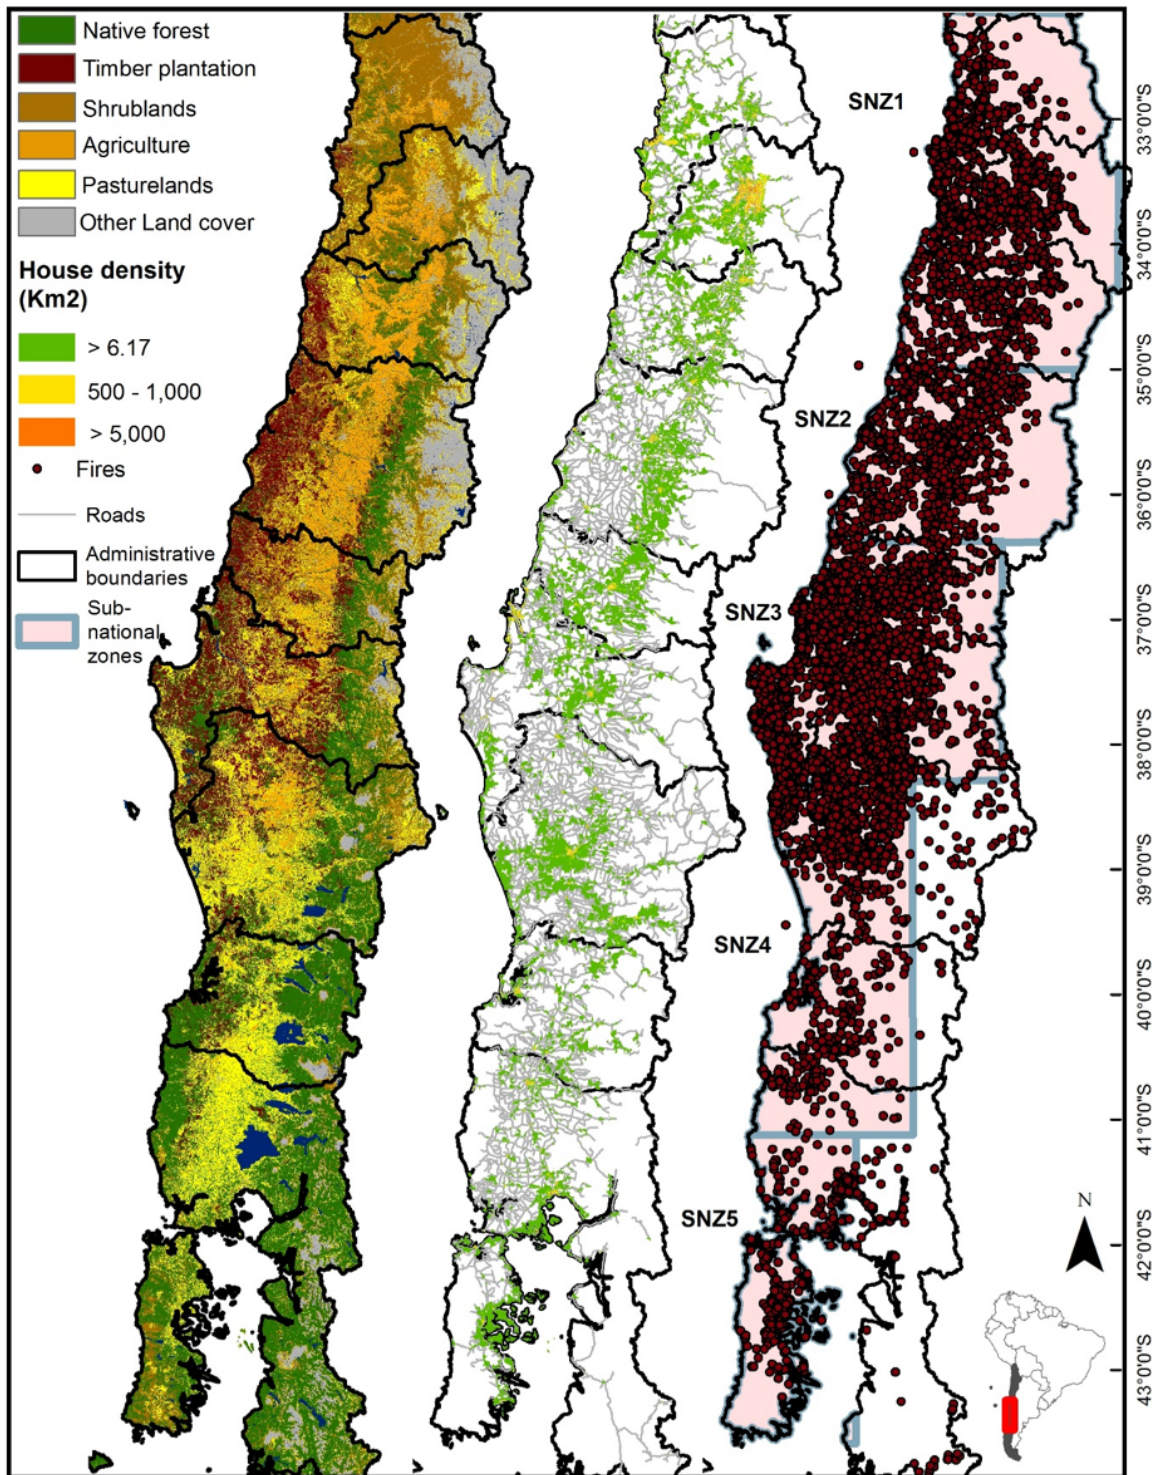 Native forest
Timber plantation
Shrublands
Agriculture
Pasturelands
Other Land cover
House density
(Km2)
> 6.17
500 - 1,000
> 5,000
Fires
Roads
Administrative
boundaries
Sub-
national
zones
SNZ1
SNZ2
SNZ3
SNZ4
SNZ5
33°0'0"S
34°0'0"S
35°0'0"S
36°0'0"S
37°0'0"S
38°0'0"S
39°0'0"S
40°0'0"S
41°0'0"S
42°0'0"S
43°0'0"S
N